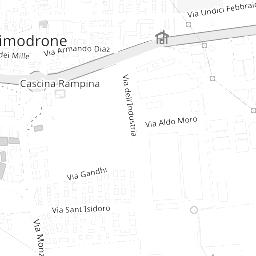 Via Undici Febbraio
imodrone
Via Armando Diaz
dei Mille
Cascina Rampina
Via dell'Industria
Via Aldo Moro
Via Gandhi
Via Sant Isidoro
Via Monz